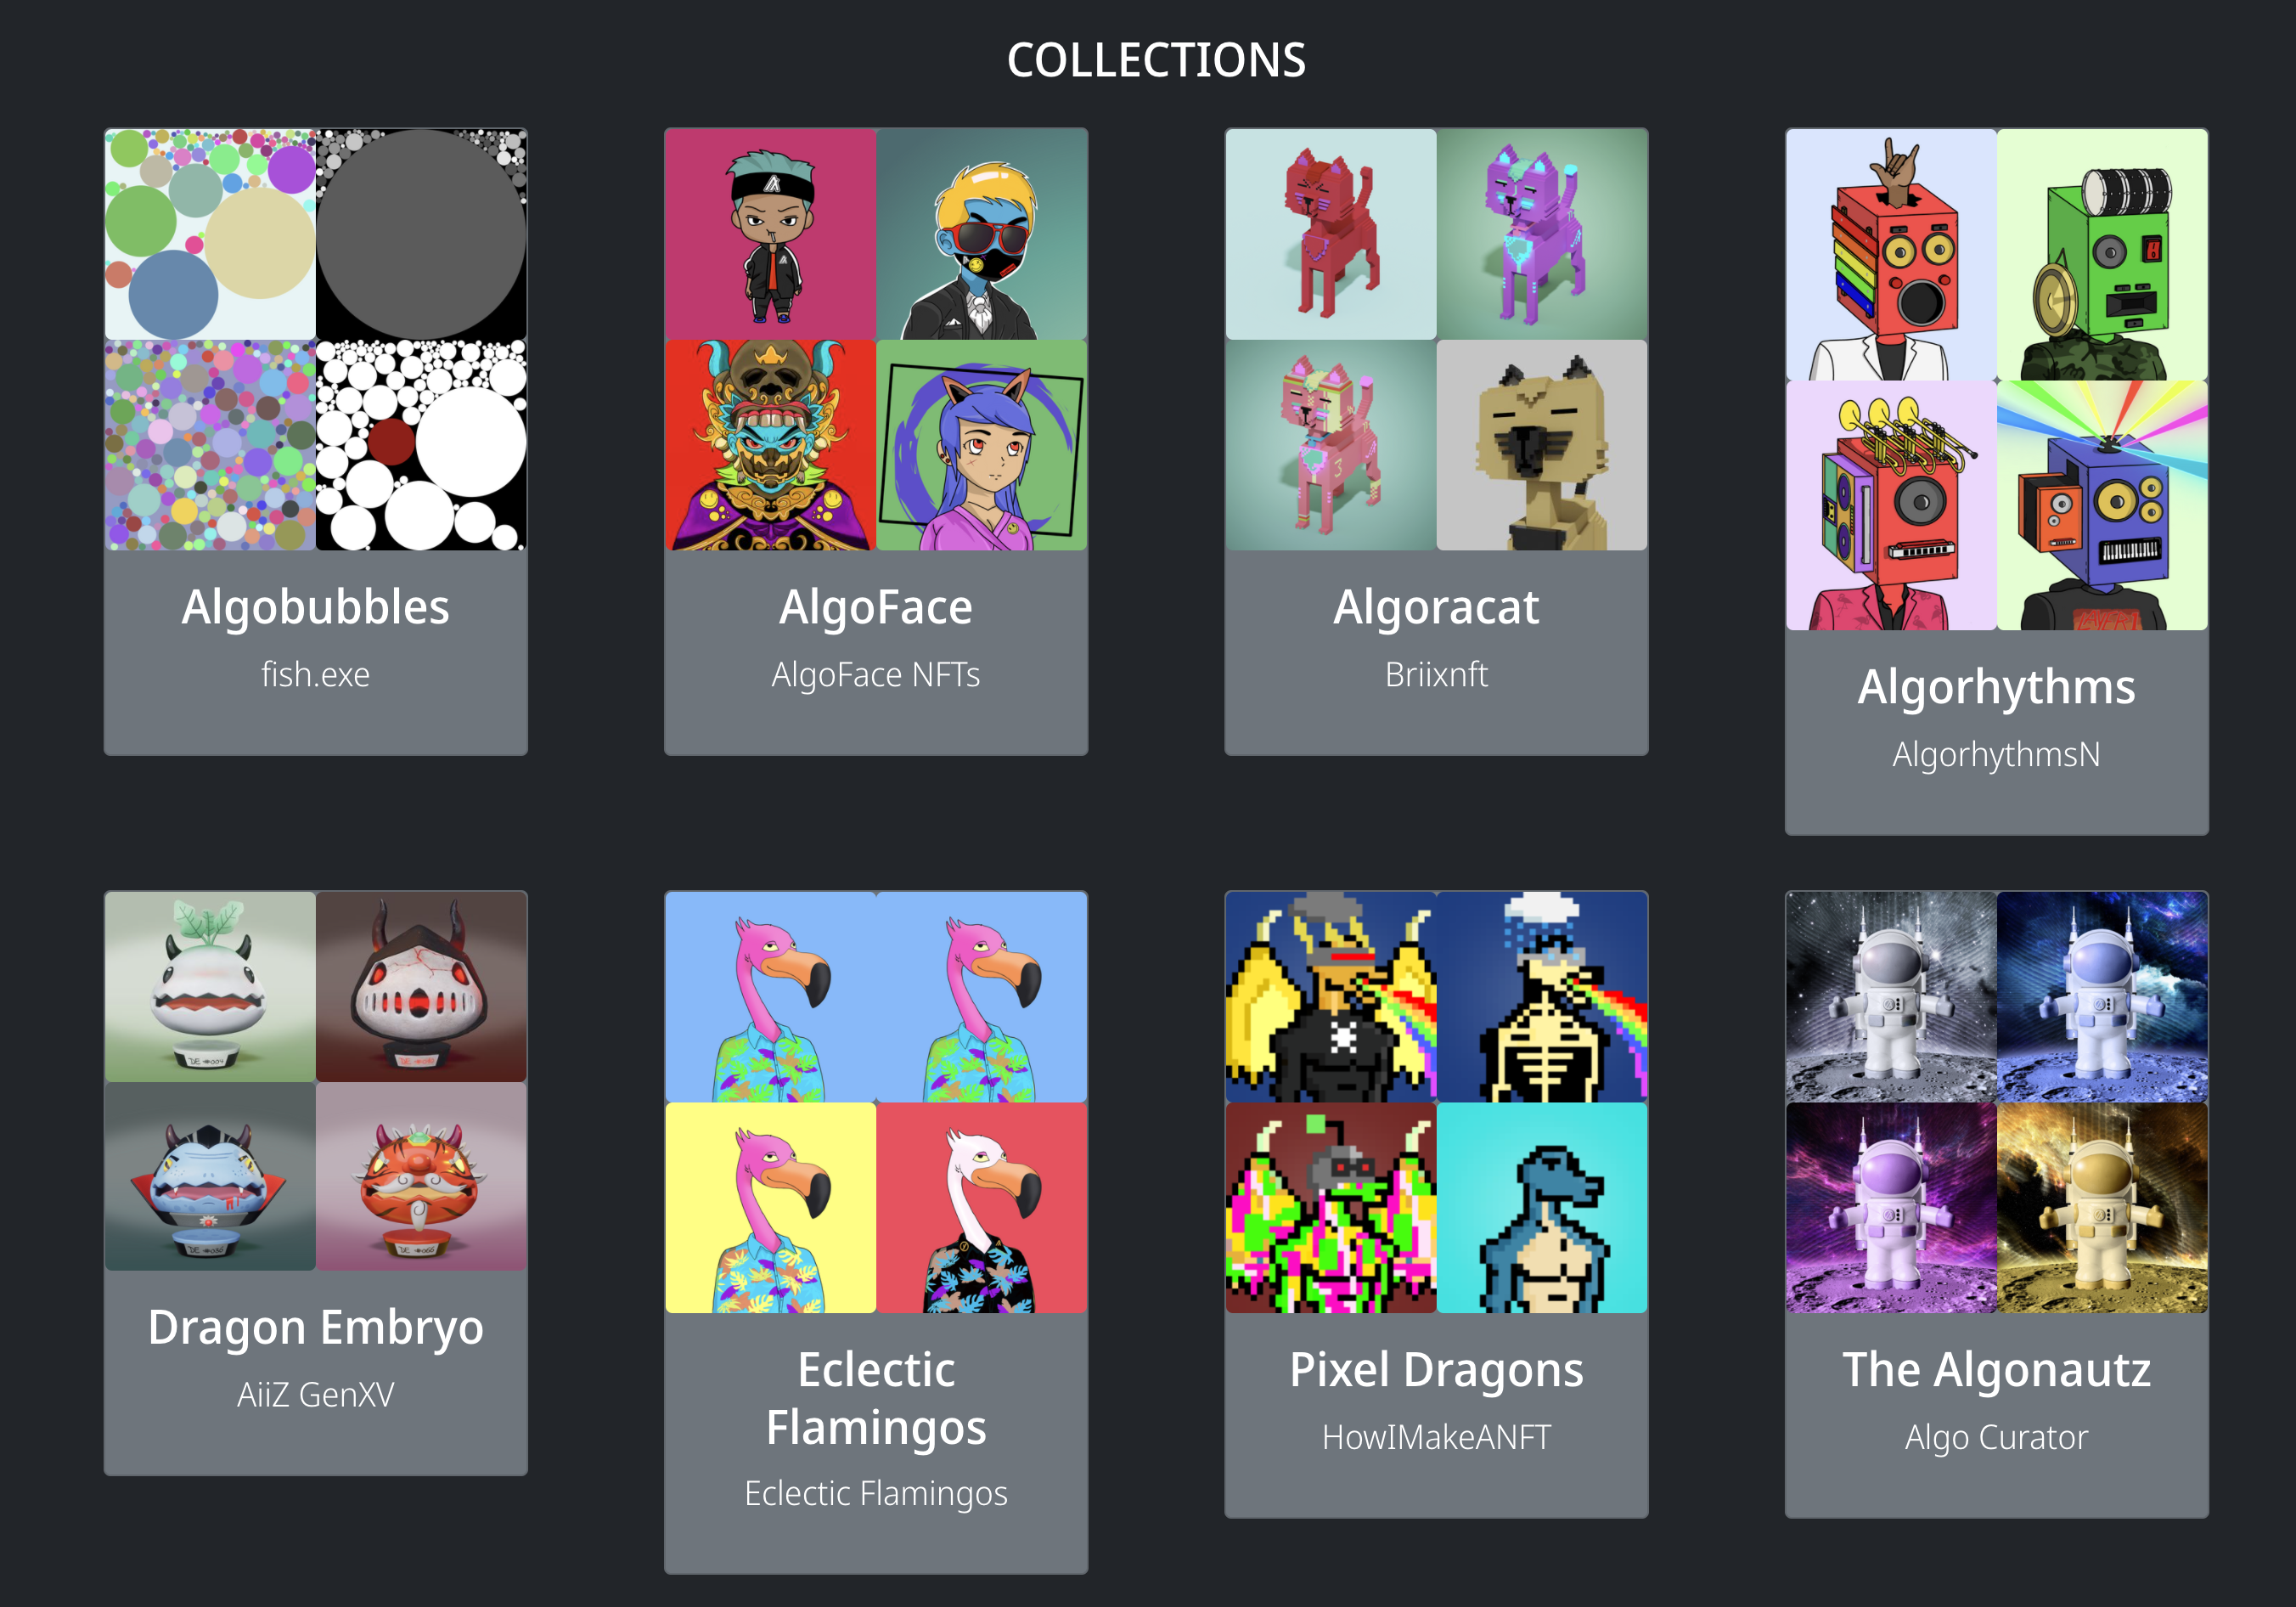 COLLECTIONS
Algobubbles
fish.exe
AlgoFace
AlgoFace NFTs
Algoracat
Briixnft
Algorhythms
AlgorhythmsN
Dragon Embryo
AiiZ GenXV
Eclectic
Flamingos
Eclectic Flamingos
Pixel Dragons
HowIMakeANFT
The Algonautz
Algo Curator